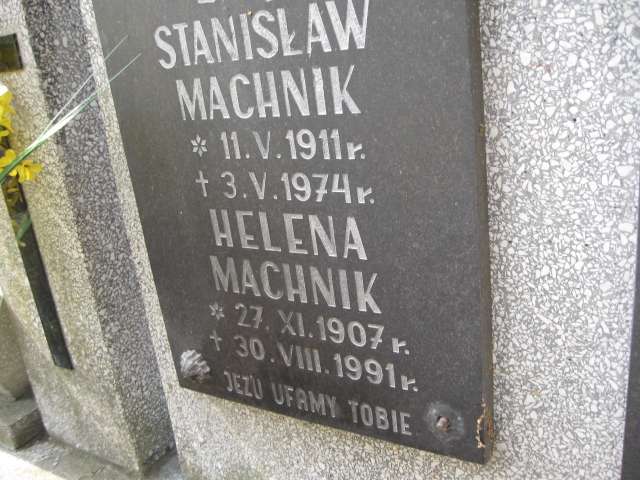 STANISŁAW
MACHNIK
* 11. V. 1911 r.
† 3. V. 1974 r.
HELENA
MACHNIK
* 27. XI. 1907 r.
† 30. VIII. 1991 r.
JEZU UFAMY TOBIE